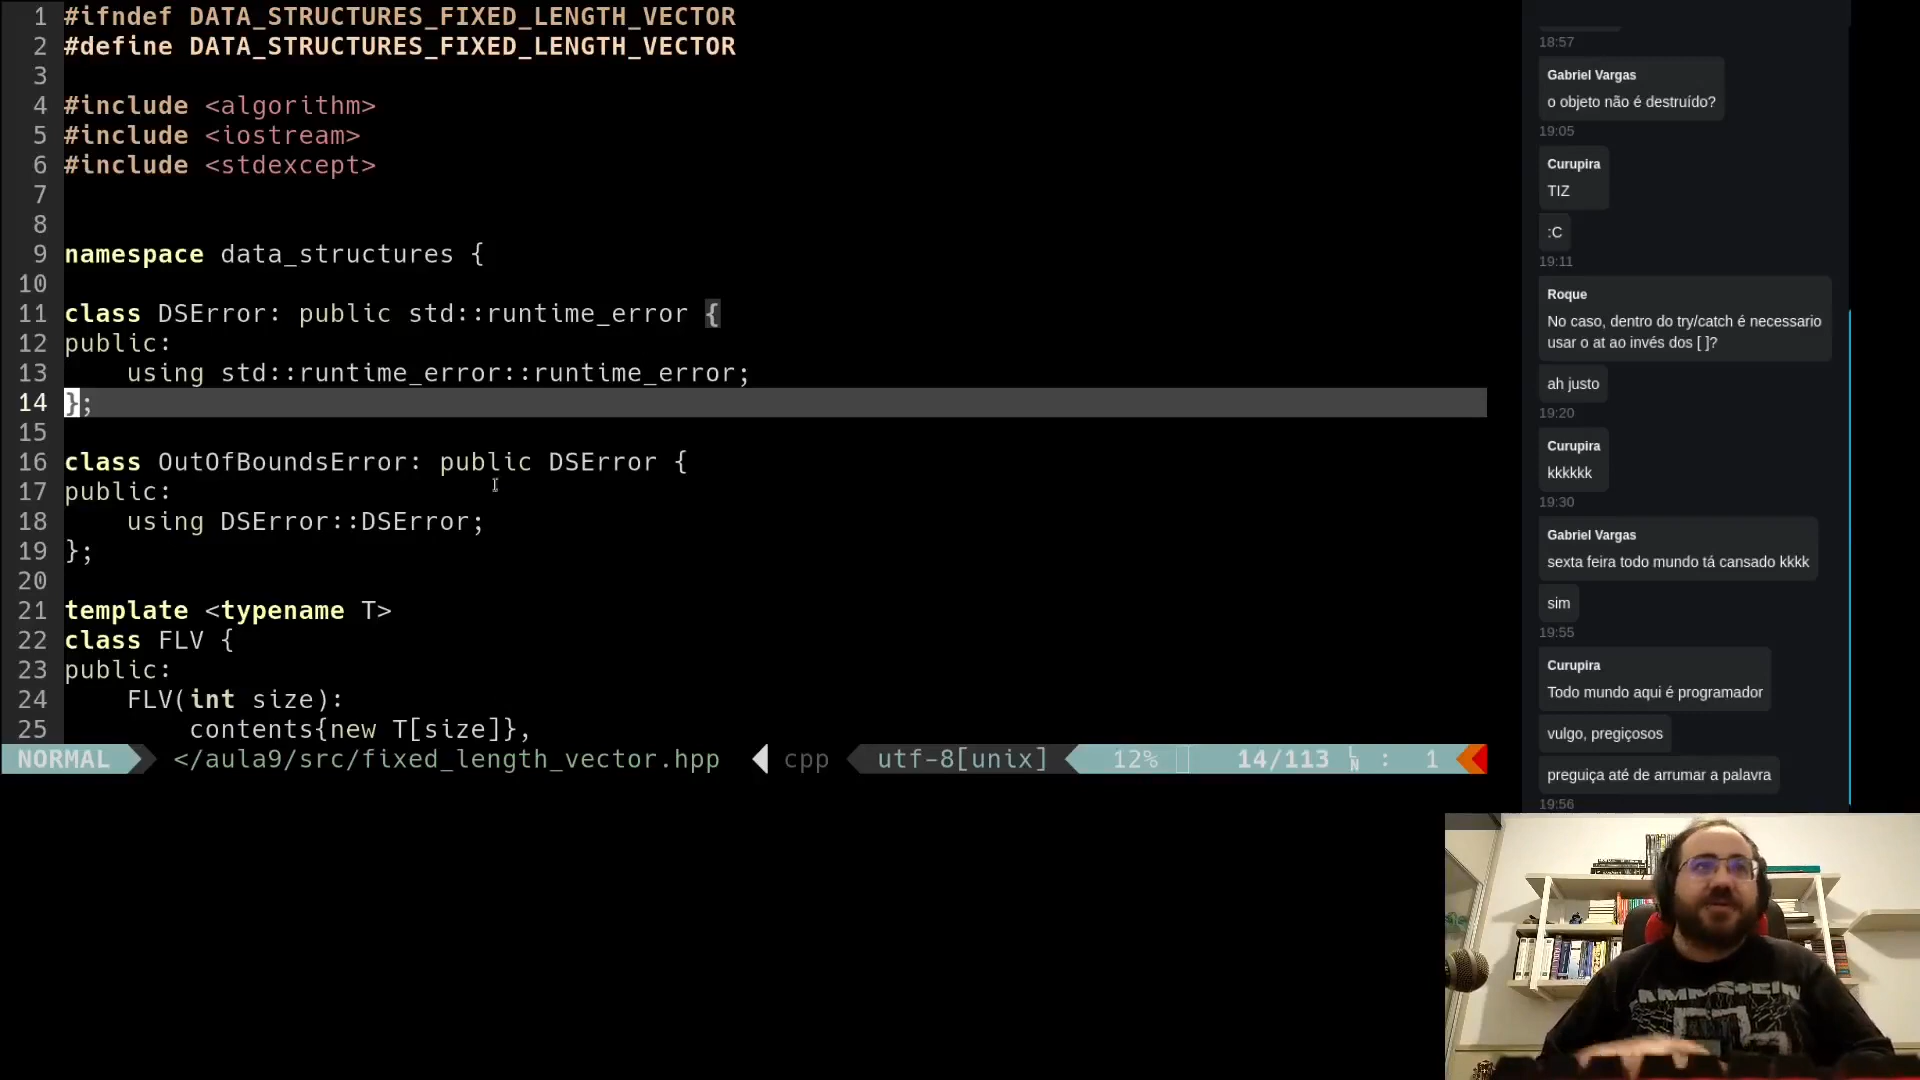 1 #ifndef DATA_STRUCTURES_FIXED_LENGTH_VECTOR
2 #define DATA_STRUCTURES_FIXED_LENGTH_VECTOR
3
4 #include <algorithm>
5 #include <iostream>
6 #include <stdexcept>
7
8
9 namespace data_structures {
10
11 class DSError: public std::runtime_error {
12 public:
13     using std::runtime_error::runtime_error;
14 };
15
16 class OutOfBoundsError: public DSError {
17 public:
18     using DSError::DSError;
19 };
20
21 template <typename T>
22 class FLV {
23 public:
24     FLV(int size):
25         contents{new T[size]},
NORMAL </aula9/src/fixed_length_vector.hpp cpp utf-8[unix] 12% 14/113 LN : 1
18:57
Gabriel Vargas
o objeto não é destruído?
19:05
Curupira
TIZ
:C
19:11
Roque
No caso, dentro do try/catch é necessario
usar o at ao invés dos [ ]?
ah justo
19:20
Curupira
kkkkkk
19:30
Gabriel Vargas
sexta feira todo mundo tá cansado kkkk
sim
19:55
Curupira
Todo mundo aqui é programador
vulgo, pregiçosos
preguiça até de arrumar a palavra
19:56
RAMMSTEIN